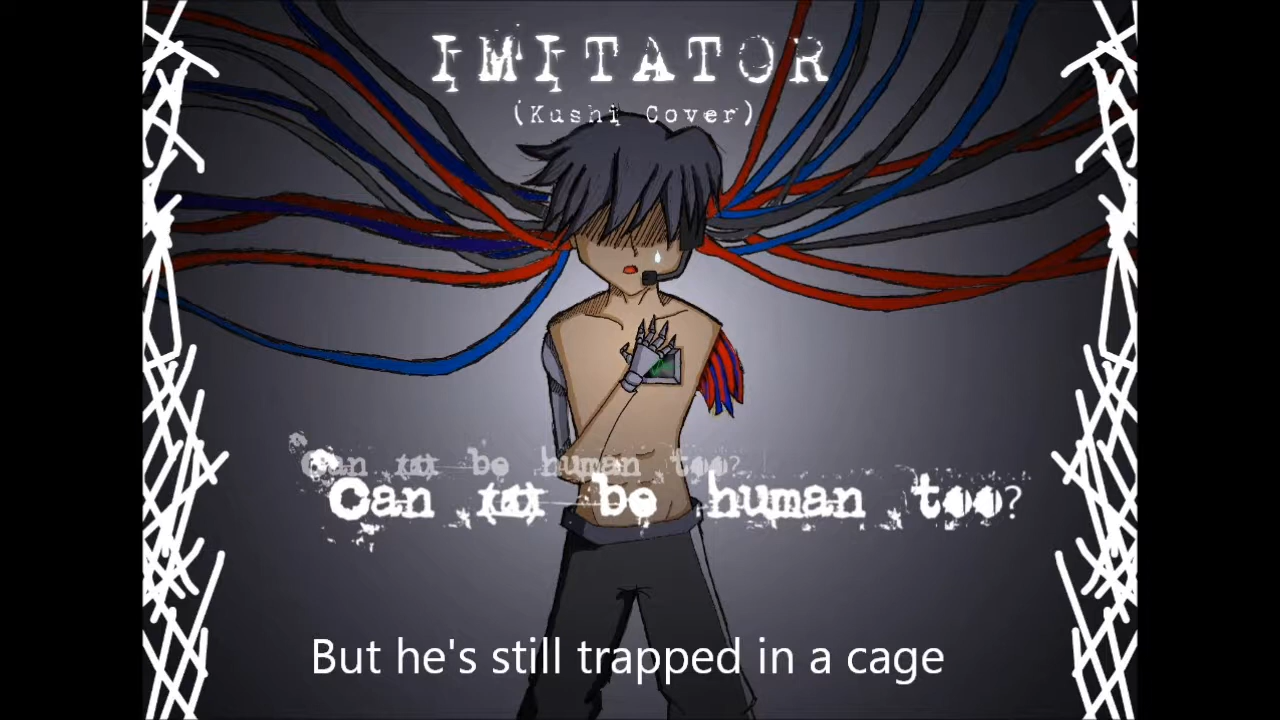 IMITATOR
(Kushi Cover)
Can be human too?
Can be human too?
But he's still trapped in a cage